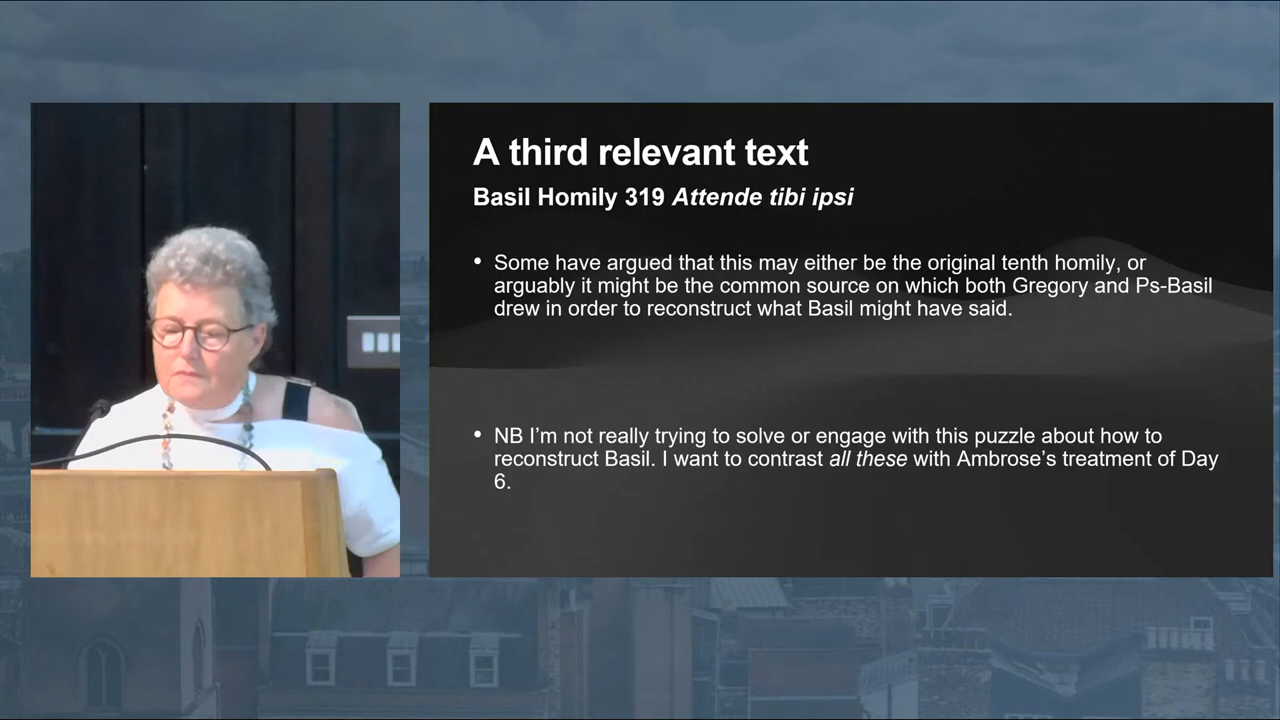 A third relevant text
Basil Homily 319 Attende tibi ipsi
• Some have argued that this may either be the original tenth homily, or
arguably it might be the common source on which both Gregory and Ps-Basil
drew in order to reconstruct what Basil might have said.
• NB I’m not really trying to solve or engage with this puzzle about how to
reconstruct Basil. I want to contrast all these with Ambrose’s treatment of Day
6.